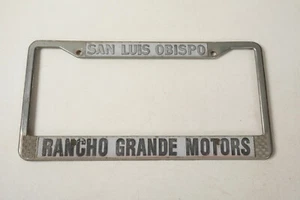 SAN LUIS OBISPO
RANCHO GRANDE MOTORS